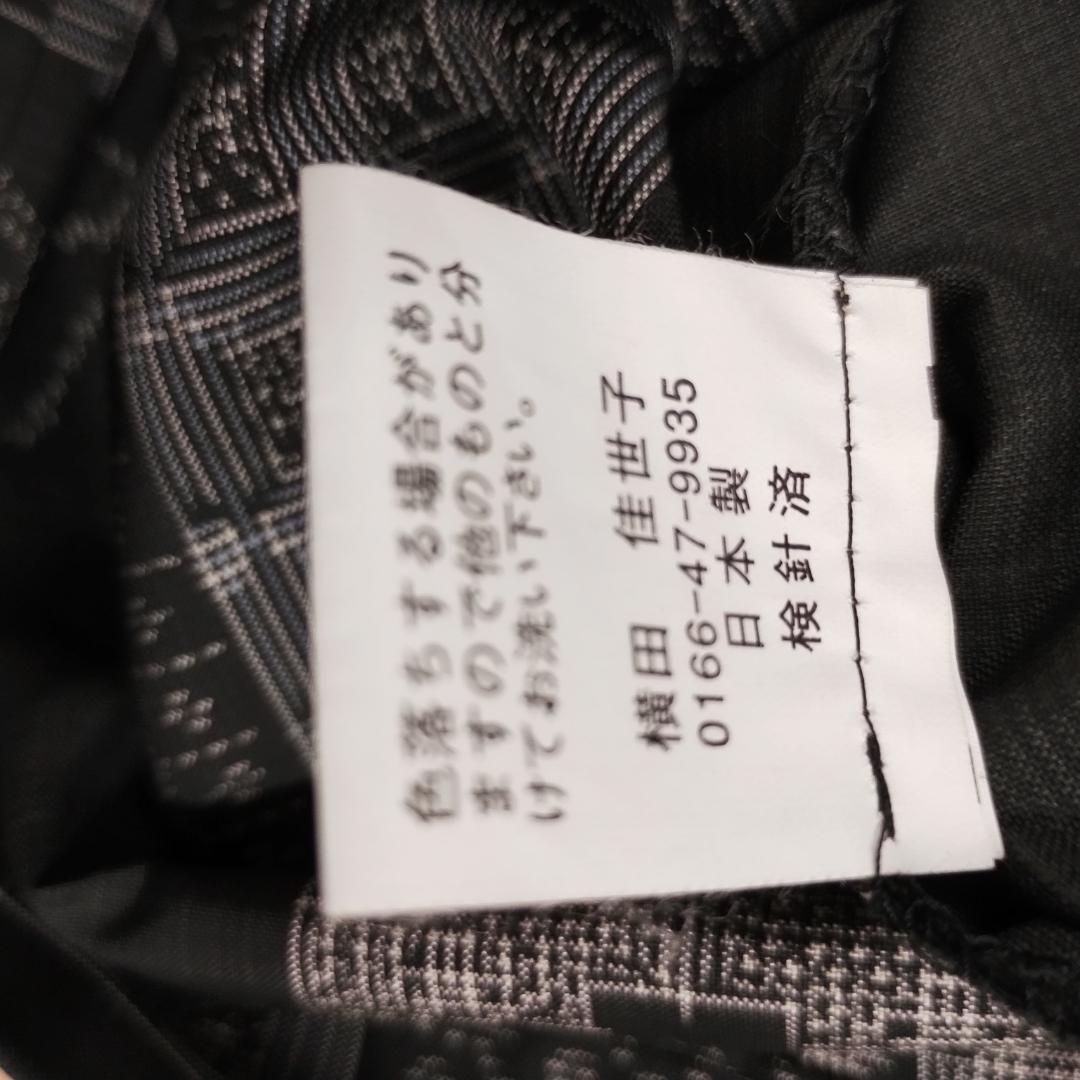 色落ちする場合があり
ますので他のものと分
けてお洗い下さい。
横田 佳世子
0166-47-9935
日本製
検針済